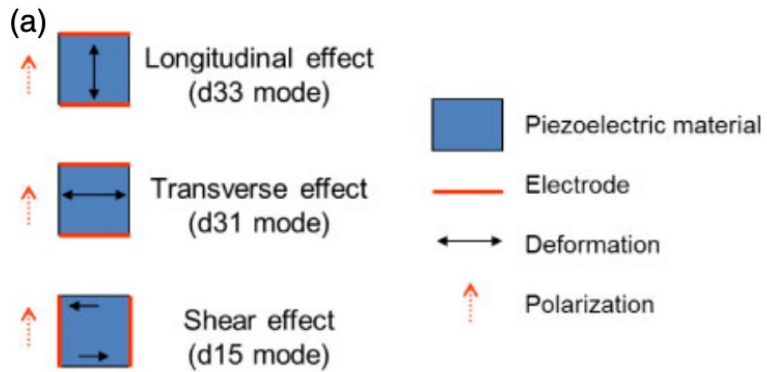 (a)
Longitudinal effect
(d33 mode)
Transverse effect
(d31 mode)
Shear effect
(d15 mode)
Piezoelectric material
Electrode
Deformation
Polarization